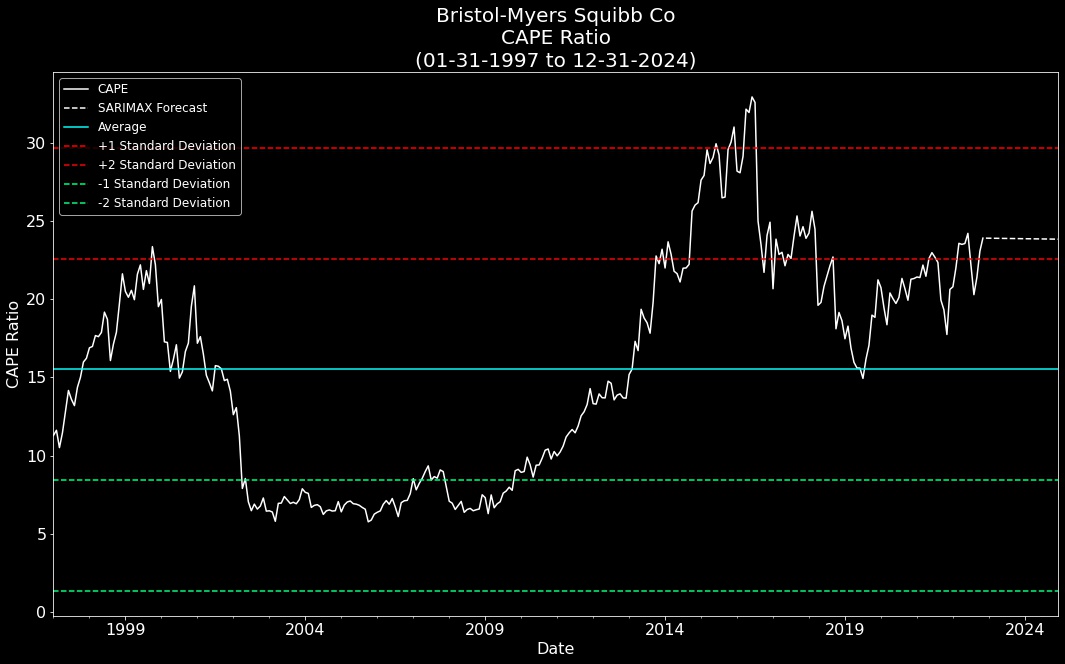 Bristol-Myers Squibb Co
CAPE Ratio
(01-31-1997 to 12-31-2024)
CAPE
SARIMAX Forecast
Average
+1 Standard Deviation
+2 Standard Deviation
-1 Standard Deviation
-2 Standard Deviation
CAPE Ratio
30
25
20
15
10
5
0
1999 2004 2009 2014 2019 2024
Date